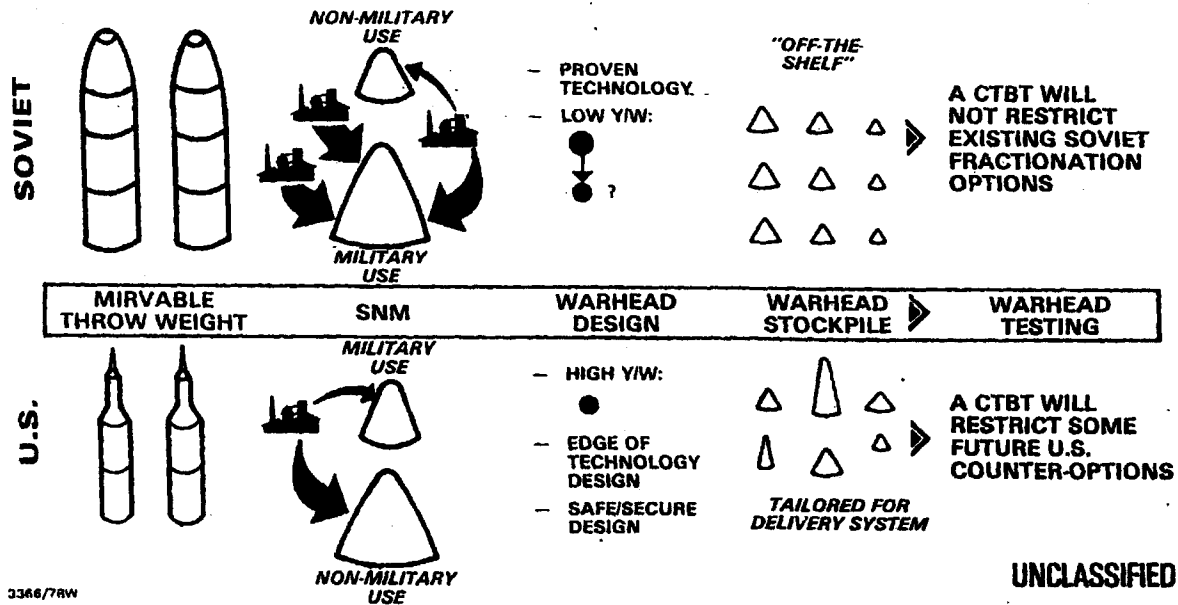 SOVIET
NON-MILITARY
USE
MILITARY
USE
– PROVEN
TECHNOLOGY
– LOW Y/W:
?
"OFF-THE-
SHELF"
A CTBT WILL
NOT RESTRICT
EXISTING SOVIET
FRACTIONATION
OPTIONS
MIRVABLE
THROW WEIGHT
SNM
WARHEAD
DESIGN
WARHEAD
STOCKPILE
WARHEAD
TESTING
U.S.
MILITARY
USE
NON-MILITARY
USE
– HIGH Y/W:
– EDGE OF
TECHNOLOGY
DESIGN
– SAFE/SECURE
DESIGN
TAILORED FOR
DELIVERY SYSTEM
A CTBT WILL
RESTRICT SOME
FUTURE U.S.
COUNTER-OPTIONS
3366/78W
UNCLASSIFIED